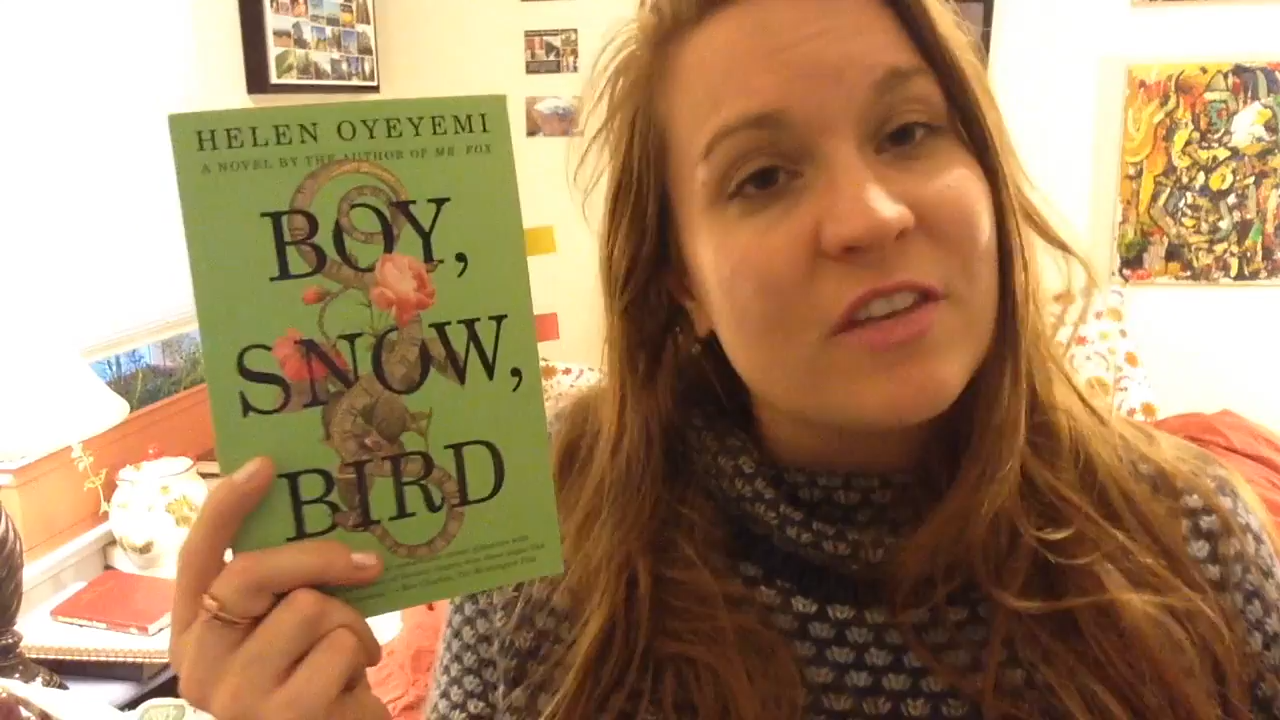 HELEN OYEYEMI
A NOVEL BY THE AUTHOR OF MR. FOX
BOY,
SNOW,
BIRD